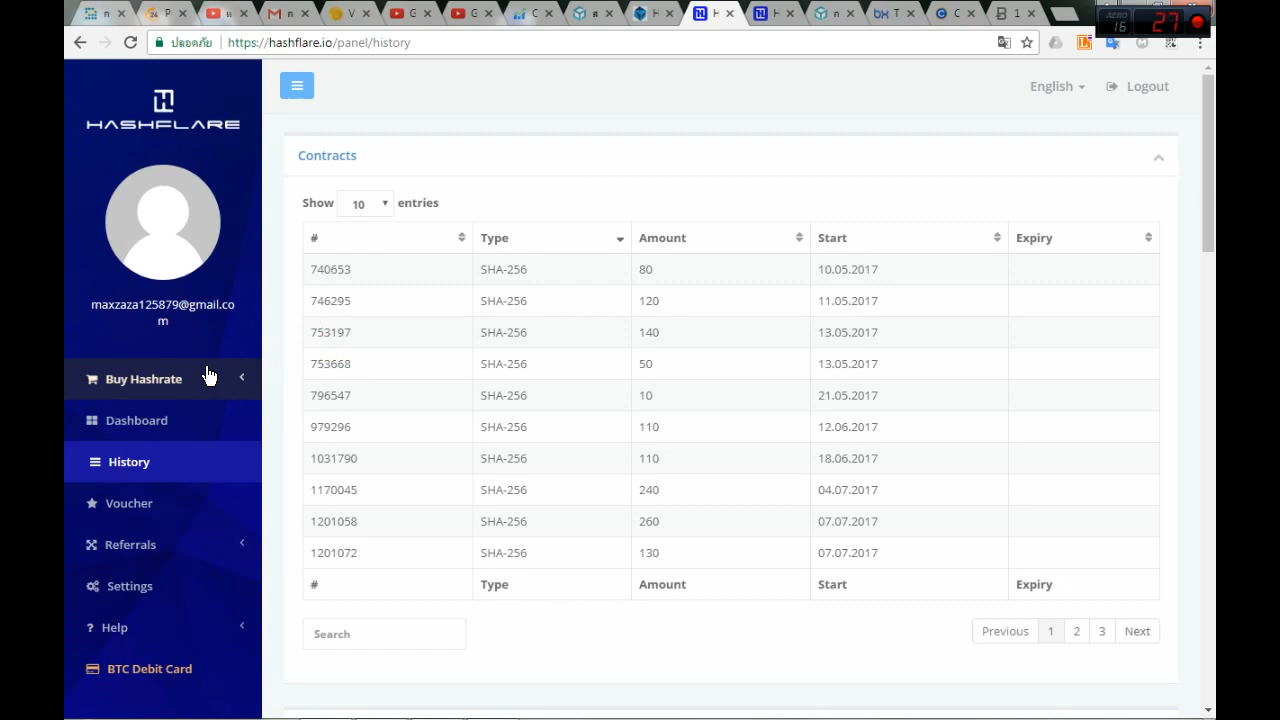 ปลอดภัย https://hashflare.io/panel/history
HASHFLARE
maxzaza125879@gmail.co
m
Buy Hashrate
Dashboard
History
Voucher
Referrals
Settings
Help
BTC Debit Card
English Logout
Contracts
Show 10 entries
# Type Amount Start Expiry
740653 SHA-256 80 10.05.2017
746295 SHA-256 120 11.05.2017
753197 SHA-256 140 13.05.2017
753668 SHA-256 50 13.05.2017
796547 SHA-256 10 21.05.2017
979296 SHA-256 110 12.06.2017
1031790 SHA-256 110 18.06.2017
1170045 SHA-256 240 04.07.2017
1201058 SHA-256 260 07.07.2017
1201072 SHA-256 130 07.07.2017
# Type Amount Start Expiry
Search
Previous 1 2 3 Next
27
16